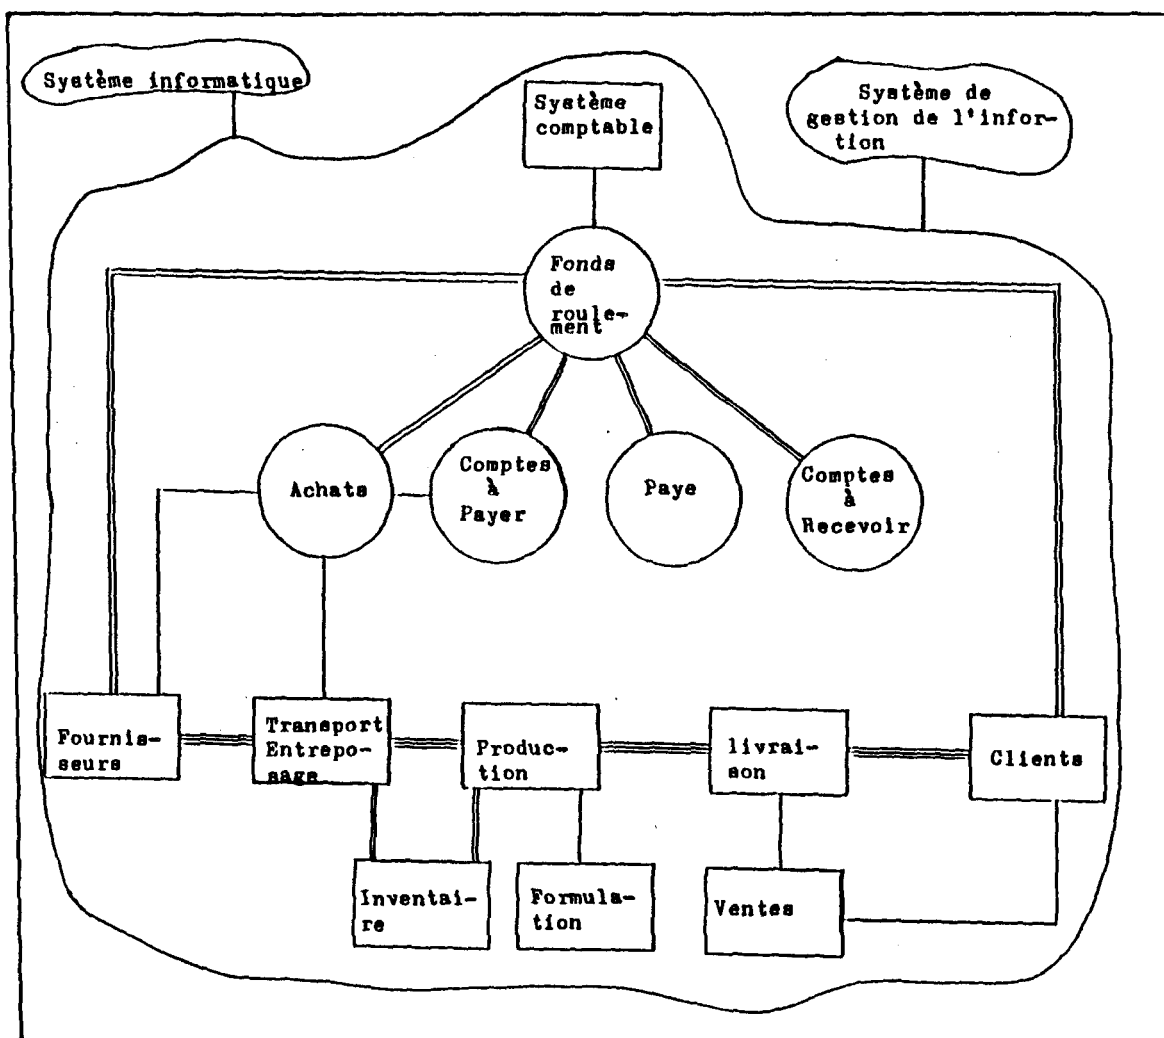 Système informatique
Système
comptable
Système de
gestion de l'infor-
tion
Fonds
de
roule-
ment
Achats
Comptes
à
Payer
Paye
Comptes
à
Recevoir
Fournis-
seurs
Transport
Entrepo-
sage
Produc-
tion
livrai-
son
Clients
Inventai-
re
Formula-
tion
Ventes